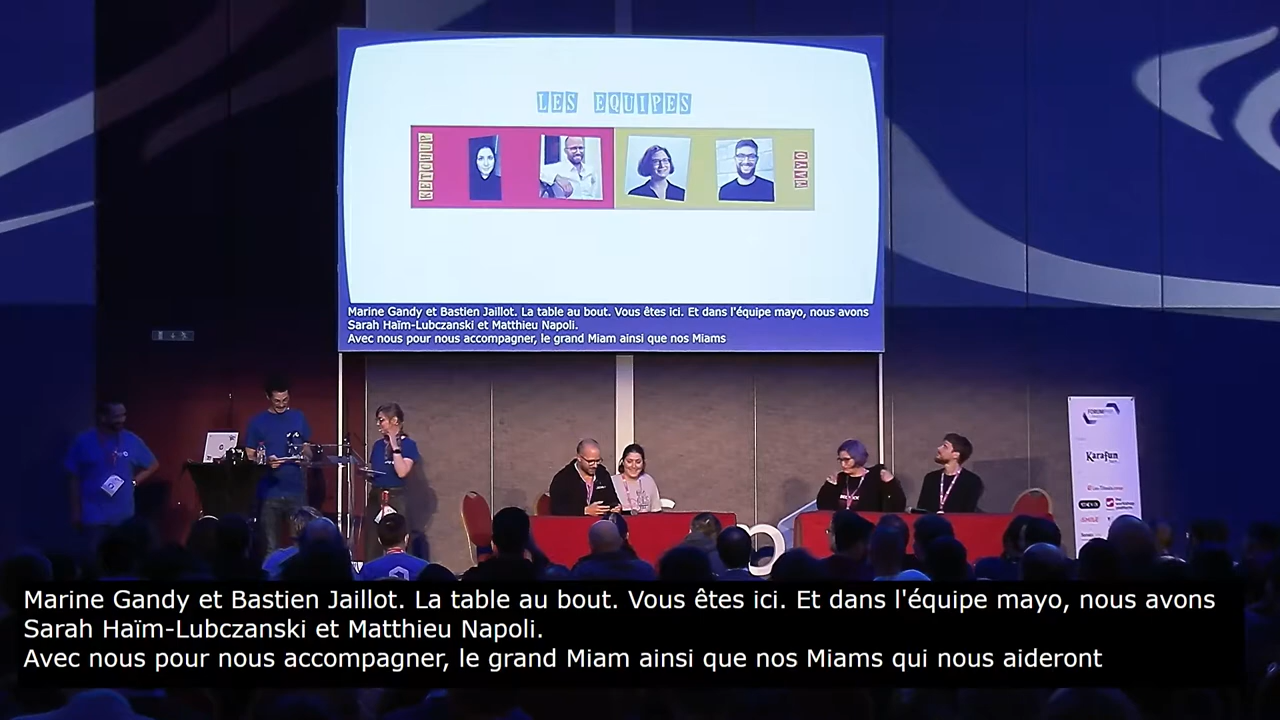 LES EQUIPES
KETCHUP
MAYO
Marine Gandy et Bastien Jaillot. La table au bout. Vous êtes ici. Et dans l'équipe mayo, nous avons
Sarah Haïm-Lubczanski et Matthieu Napoli.
Avec nous pour nous accompagner, le grand Miam ainsi que nos Miams
FORUM PHP
KaraFun
Marine Gandy et Bastien Jaillot. La table au bout. Vous êtes ici. Et dans l'équipe mayo, nous avons
Sarah Haïm-Lubczanski et Matthieu Napoli.
Avec nous pour nous accompagner, le grand Miam ainsi que nos Miams qui nous aideront